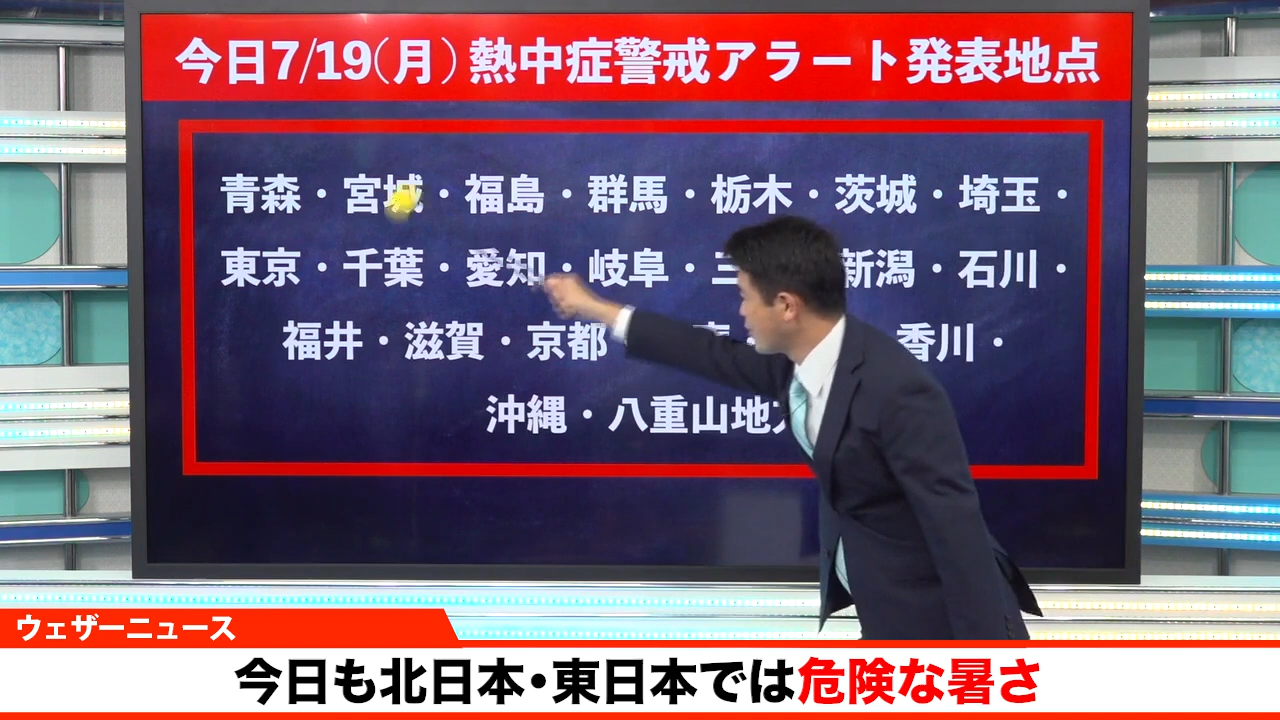 今日7/19(月)熱中症警戒アラート発表地点
青森・宮城・福島・群馬・栃木・茨城・埼玉・
東京・千葉・愛知・岐阜・三 新潟・石川・
福井・滋賀・京都 香川・
沖縄・八重山地
ウェザーニュース
今日も北日本・東日本では危険な暑さ